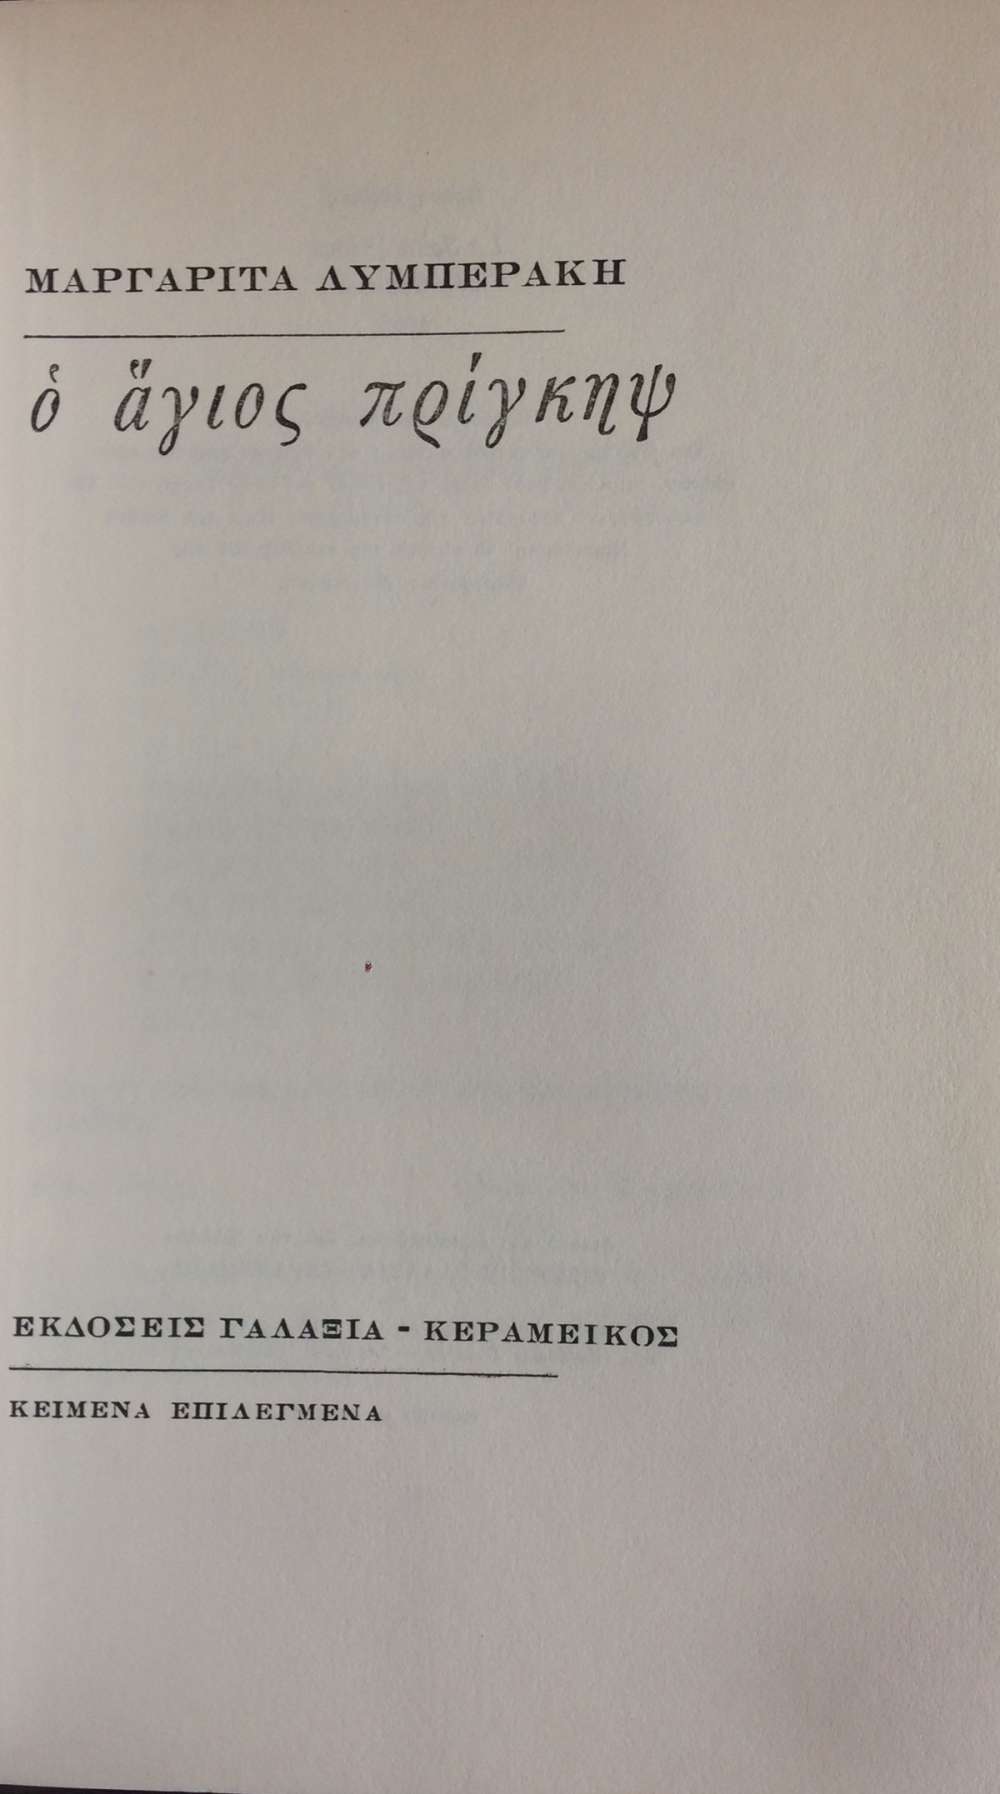 ΜΑΡΓΑΡΙΤΑ ΛΥΜΠΕΡΑΚΗ
ὁ ἅγιος πρίγκηψ
ΕΚΔΟΣΕΙΣ ΓΑΛΑΞΙΑ - ΚΕΡΑΜΕΙΚΟΣ
ΚΕΙΜΕΝΑ ΕΠΙΛΕΓΜΕΝΑ